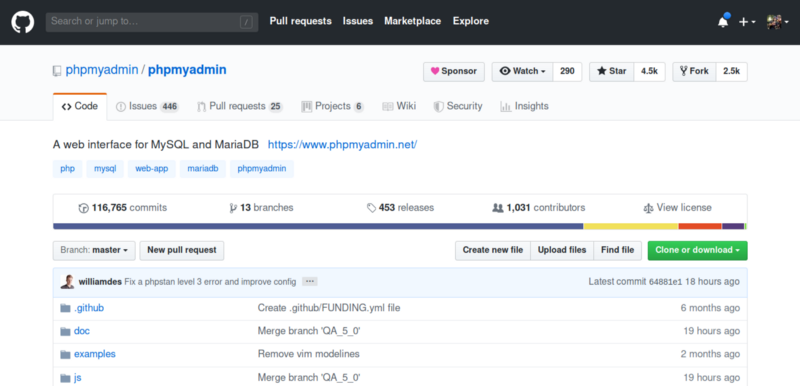 Search or jump to... / Pull requests Issues Marketplace Explore
phpmyadmin / phpmyadmin Sponsor Watch 290 Star 4.5k Fork 2.5k
Code Issues 446 Pull requests 25 Projects 6 Wiki Security Insights
A web interface for MySQL and MariaDB https://www.phpmyadmin.net/
php mysql web-app mariadb phpmyadmin
116,765 commits 13 branches 453 releases 1,031 contributors View license
Branch: master New pull request Create new file Upload files Find file Clone or download
williamdes Fix a phpstan level 3 error and improve config ... Latest commit 64881e1 18 hours ago
.github Create .github/FUNDING.yml file 6 months ago
doc Merge branch 'QA_5_0' 19 hours ago
examples Remove vim modelines 2 months ago
js Merge branch 'QA_5_0' 19 hours ago